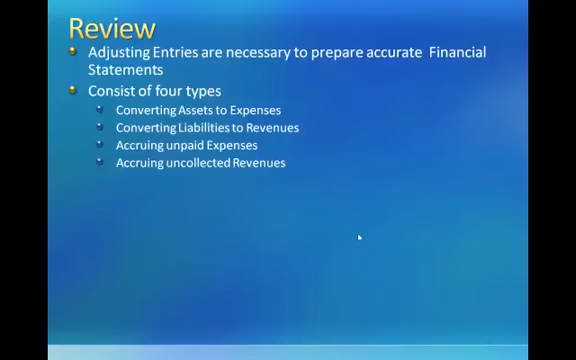 Review
Adjusting Entries are necessary to prepare accurate Financial
Statements
Consist of four types
Converting Assets to Expenses
Converting Liabilities to Revenues
Accruing unpaid Expenses
Accruing uncollected Revenues